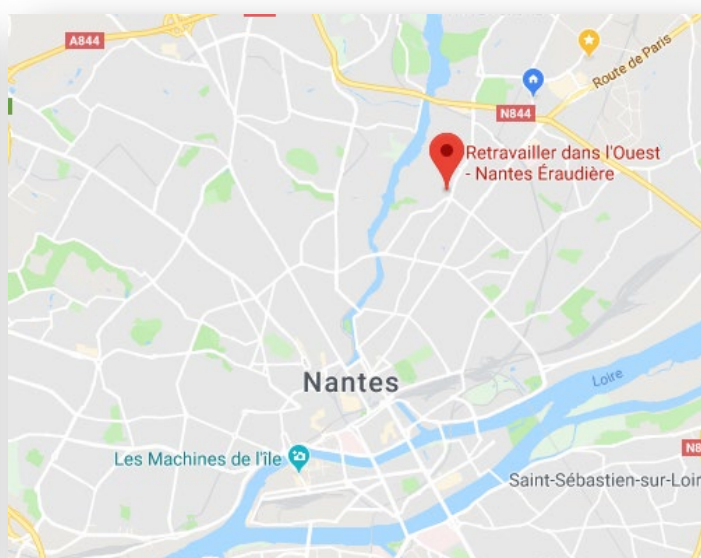 A844
Route de Paris
N844
Retravailler dans l'Ouest
- Nantes Éraudière
Loire
Nantes
Les Machines de l'île
Saint-Sébastien-sur-Loir
N8